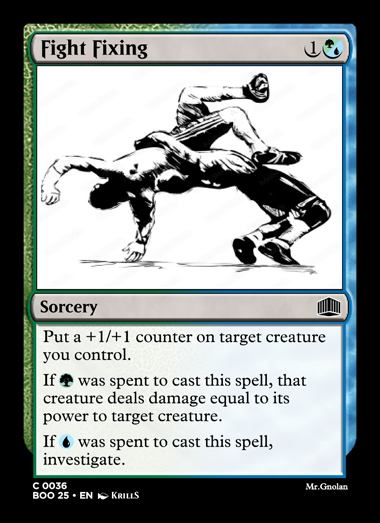 Fight Fixing 1
Sorcery
Put a +1/+1 counter on target creature
you control.
If was spent to cast this spell, that
creature deals damage equal to its
power to target creature.
If was spent to cast this spell,
investigate.
C 0036 Mr.Gnolan
BOO 25 • EN KRILLS